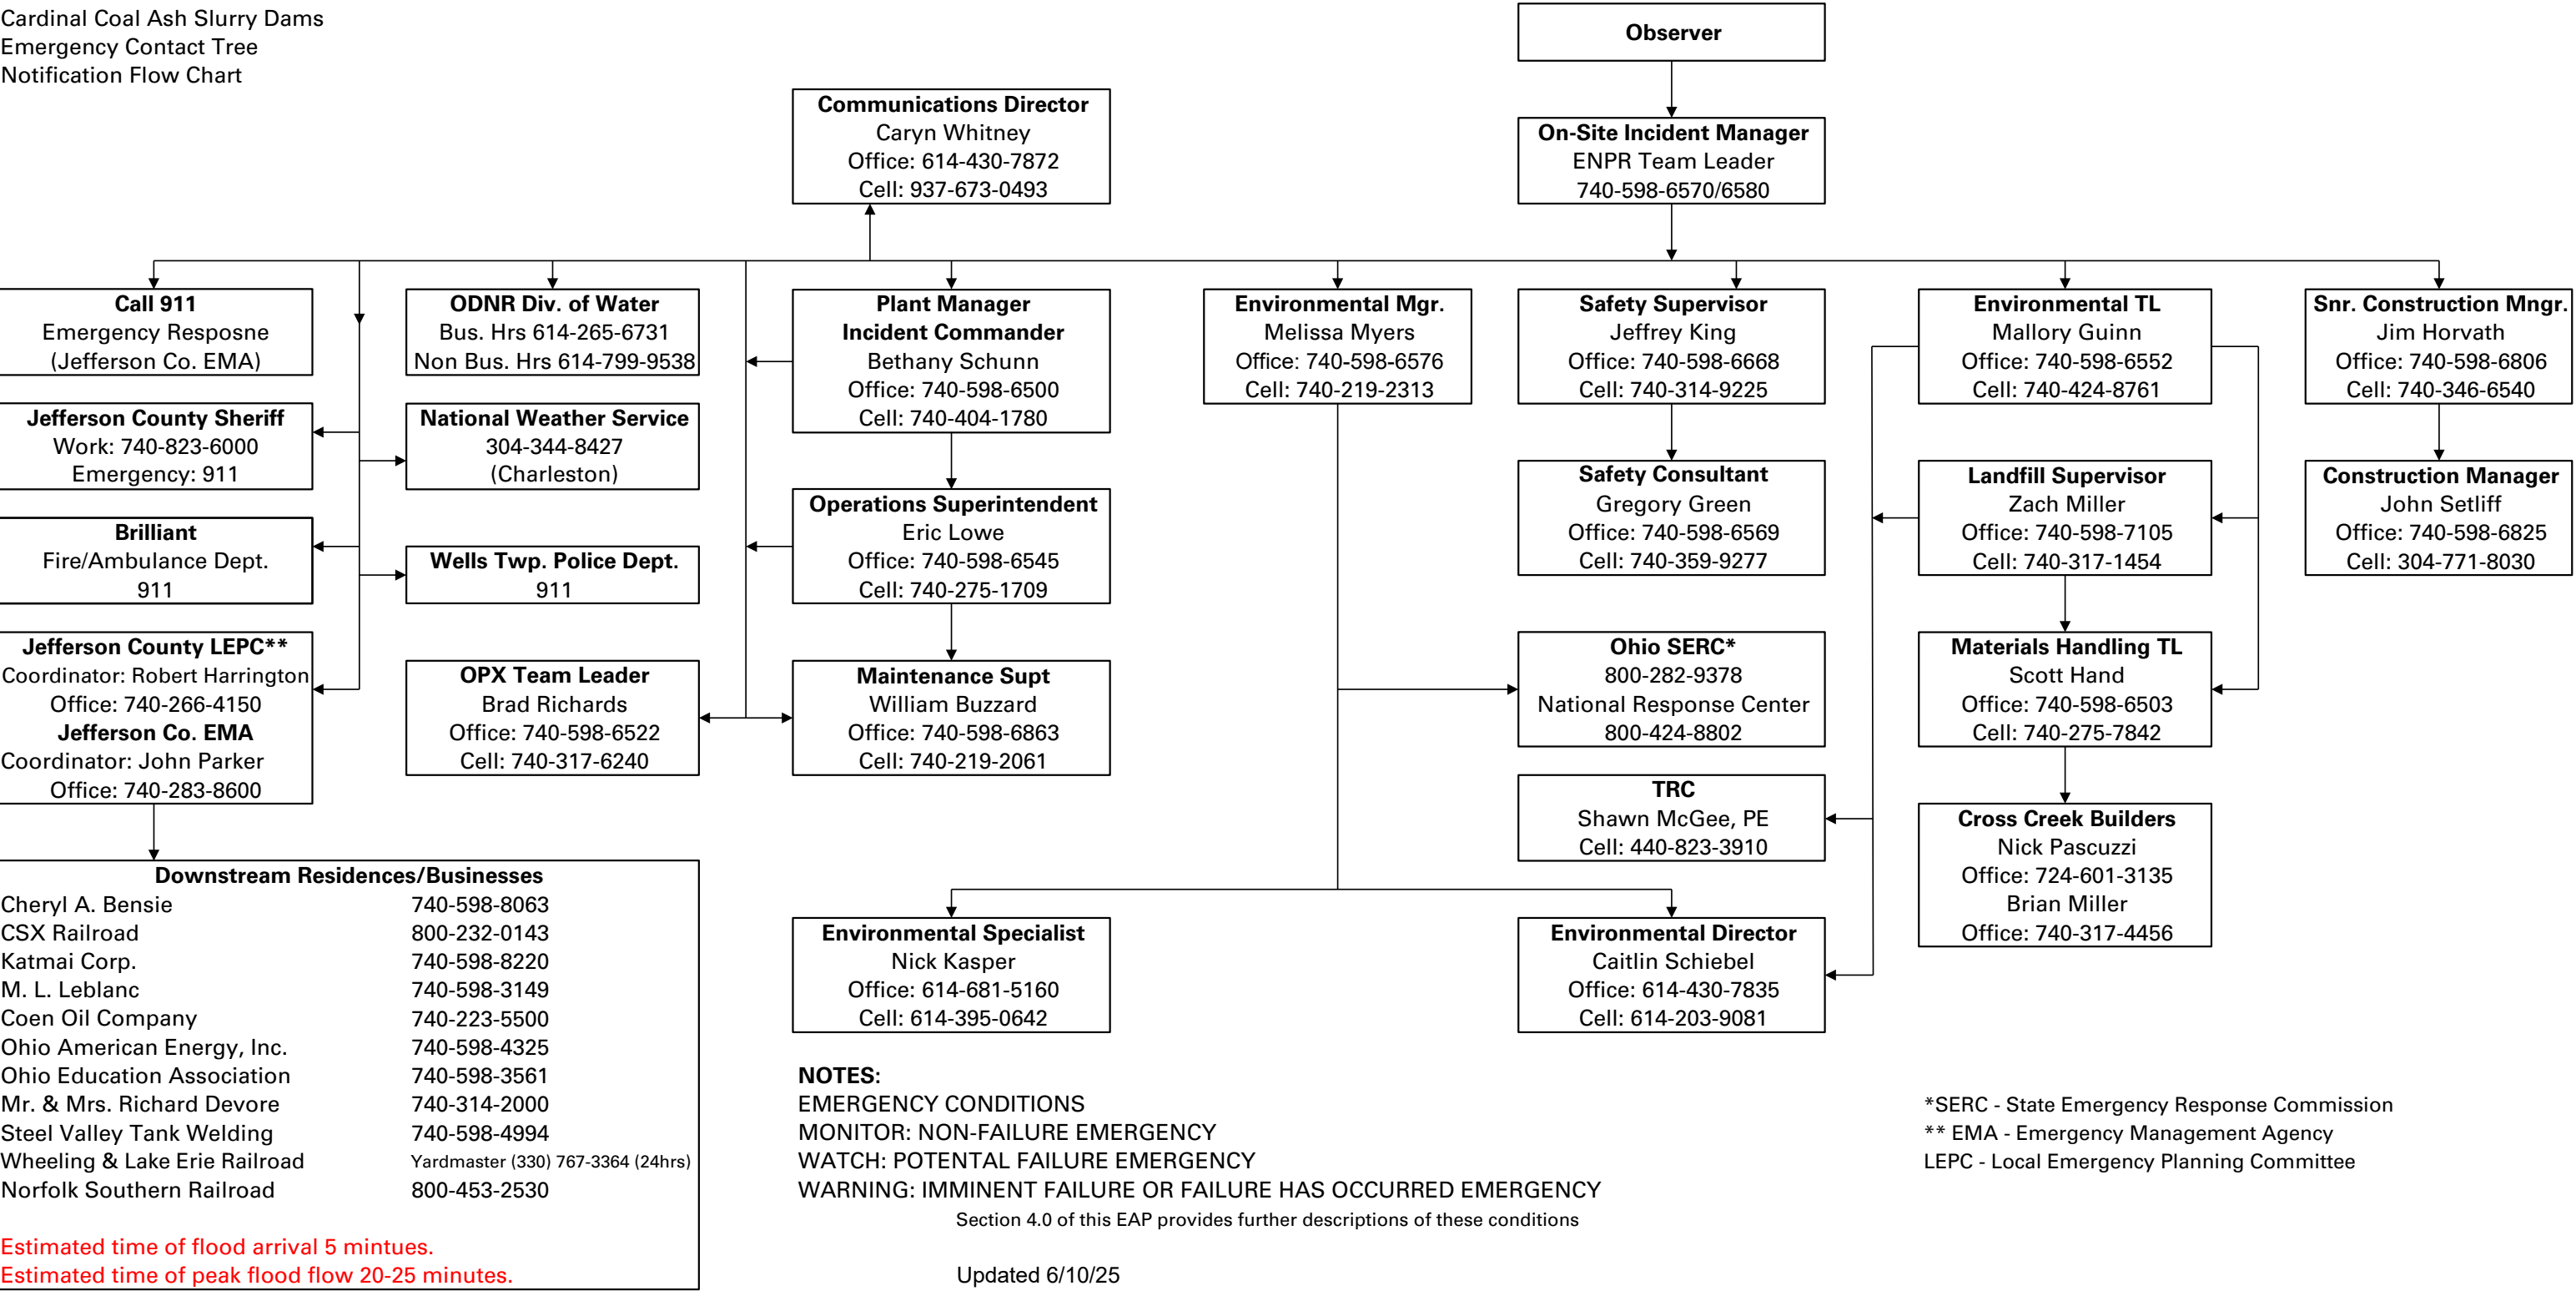 Cardinal Coal Ash Slurry Dams
Emergency Contact Tree
Notification Flow Chart
Observer
Communications Director
Caryn Whitney
Office: 614-430-7872
Cell: 937-673-0493
On-Site Incident Manager
ENPR Team Leader
740-598-6570/6580
Call 911
Emergency Resposne
(Jefferson Co. EMA)
ODNR Div. of Water
Bus. Hrs 614-265-6731
Non Bus. Hrs 614-799-9538
Plant Manager
Incident Commander
Bethany Schunn
Office: 740-598-6500
Cell: 740-404-1780
Environmental Mgr.
Melissa Myers
Office: 740-598-6576
Cell: 740-219-2313
Safety Supervisor
Jeffrey King
Office: 740-598-6668
Cell: 740-314-9225
Environmental TL
Mallory Guinn
Office: 740-598-6552
Cell: 740-424-8761
Snr. Construction Mngr.
Jim Horvath
Office: 740-598-6806
Cell: 740-346-6540
Jefferson County Sheriff
Work: 740-823-6000
Emergency: 911
National Weather Service
304-344-8427
(Charleston)
Operations Superintendent
Eric Lowe
Office: 740-598-6545
Cell: 740-275-1709
Safety Consultant
Gregory Green
Office: 740-598-6569
Cell: 740-359-9277
Landfill Supervisor
Zach Miller
Office: 740-598-7105
Cell: 740-317-1454
Construction Manager
John Setliff
Office: 740-598-6825
Cell: 304-771-8030
Brilliant
Fire/Ambulance Dept.
911
Wells Twp. Police Dept.
911
Jefferson County LEPC**
Coordinator: Robert Harrington
Office: 740-266-4150
Jefferson Co. EMA
Coordinator: John Parker
Office: 740-283-8600
OPX Team Leader
Brad Richards
Office: 740-598-6522
Cell: 740-317-6240
Maintenance Supt
William Buzzard
Office: 740-598-6863
Cell: 740-219-2061
Ohio SERC*
800-282-9378
National Response Center
800-424-8802
Materials Handling TL
Scott Hand
Office: 740-598-6503
Cell: 740-275-7842
TRC
Shawn McGee, PE
Cell: 440-823-3910
Cross Creek Builders
Nick Pascuzzi
Office: 724-601-3135
Brian Miller
Office: 740-317-4456
Downstream Residences/Businesses
Cheryl A. Bensie 740-598-8063
CSX Railroad 800-232-0143
Katmai Corp. 740-598-8220
M. L. Leblanc 740-598-3149
Coen Oil Company 740-223-5500
Ohio American Energy, Inc. 740-598-4325
Ohio Education Association 740-598-3561
Mr. & Mrs. Richard Devore 740-314-2000
Steel Valley Tank Welding 740-598-4994
Wheeling & Lake Erie Railroad Yardmaster (330) 767-3364 (24hrs)
Norfolk Southern Railroad 800-453-2530
Estimated time of flood arrival 5 mintues.
Estimated time of peak flood flow 20-25 minutes.
Environmental Specialist
Nick Kasper
Office: 614-681-5160
Cell: 614-395-0642
Environmental Director
Caitlin Schiebel
Office: 614-430-7835
Cell: 614-203-9081
NOTES:
EMERGENCY CONDITIONS
MONITOR: NON-FAILURE EMERGENCY
WATCH: POTENTAL FAILURE EMERGENCY
WARNING: IMMINENT FAILURE OR FAILURE HAS OCCURRED EMERGENCY
Section 4.0 of this EAP provides further descriptions of these conditions
Updated 6/10/25
*SERC - State Emergency Response Commission
** EMA - Emergency Management Agency
LEPC - Local Emergency Planning Committee